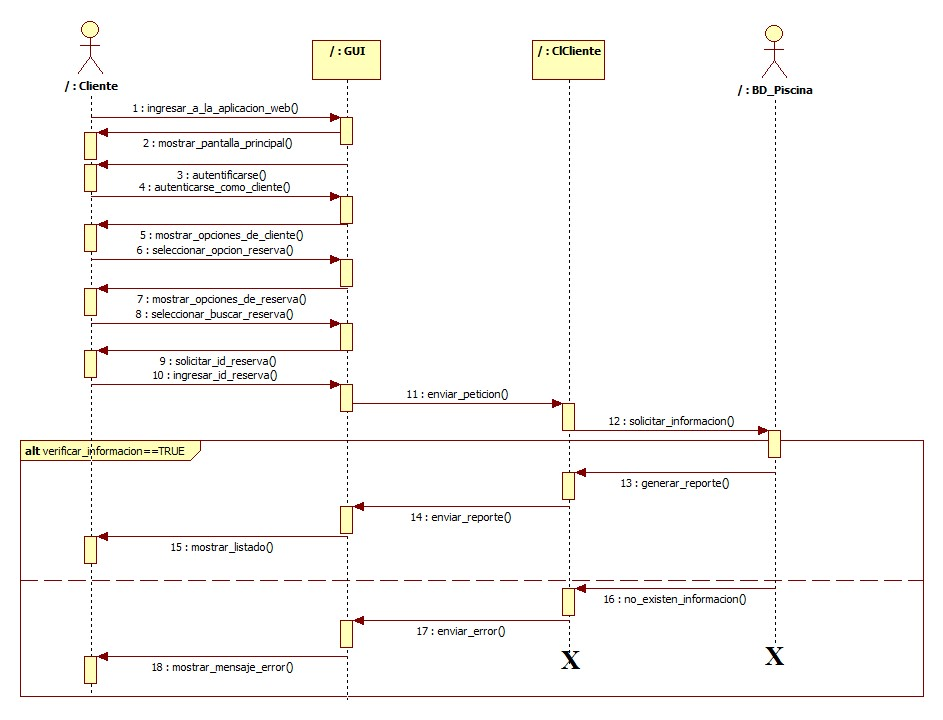 / : Cliente
/ : GUI
/ : ClCliente
/ : BD_Piscina
1 : ingresar_a_la_aplicacion_web()
2 : mostrar_pantalla_principal()
3 : autentificarse()
4 : autenticarse_como_cliente()
5 : mostrar_opciones_de_cliente()
6 : seleccionar_opcion_reserva()
7 : mostrar_opciones_de_reserva()
8 : seleccionar_buscar_reserva()
9 : solicitar_id_reserva()
10 : ingresar_id_reserva()
11 : enviar_peticion()
12 : solicitar_informacion()
alt verificar_informacion==TRUE
13 : generar_reporte()
14 : enviar_reporte()
15 : mostrar_listado()
16 : no_existen_informacion()
17 : enviar_error()
18 : mostrar_mensaje_error()
X
X